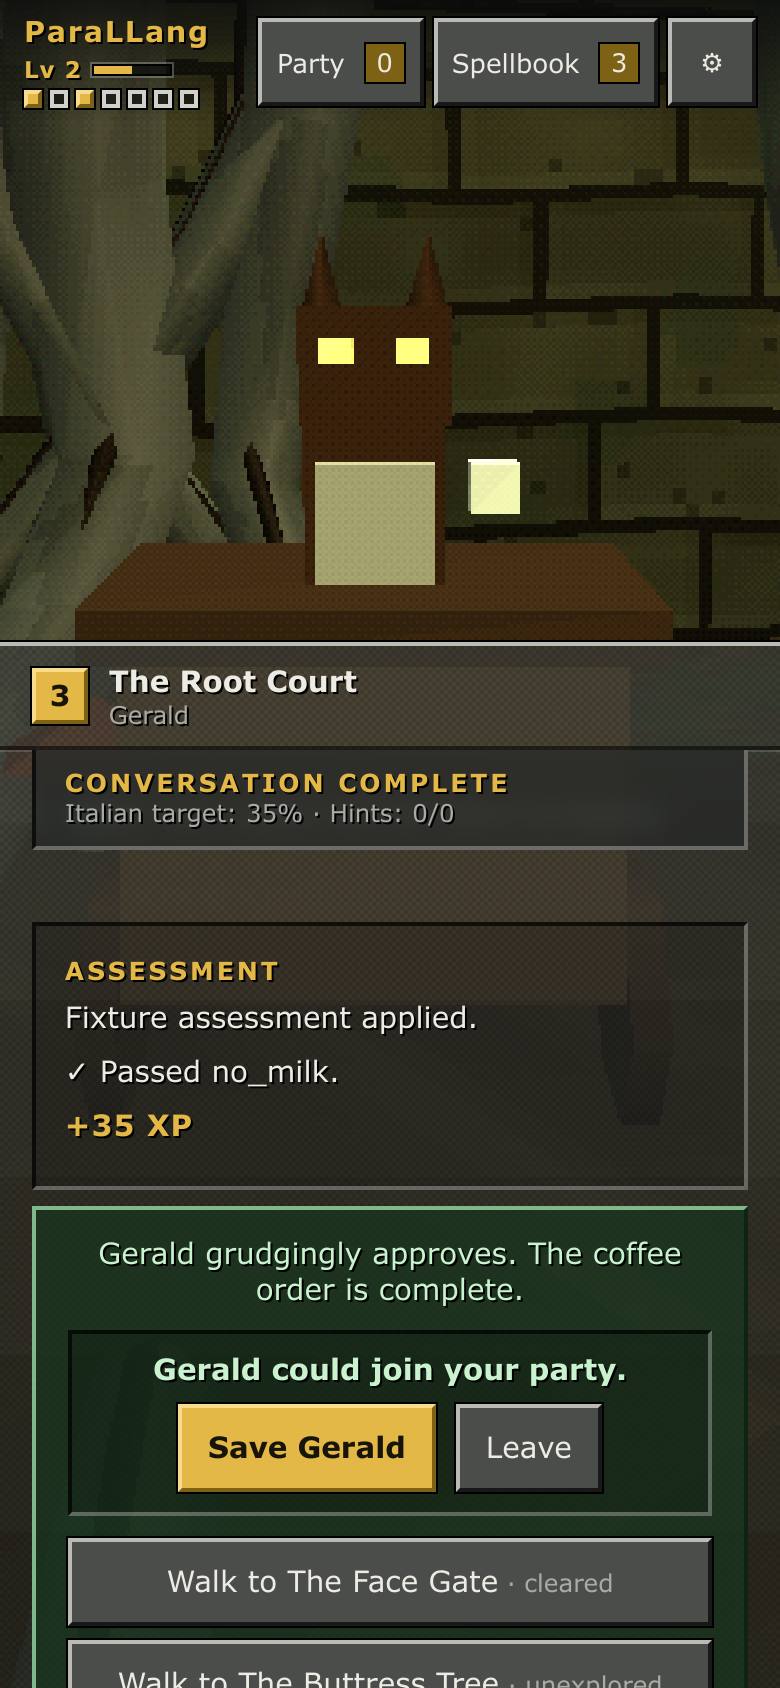 ParaLLang
Lv 2
Party 0
Spellbook 3
⚙
3
The Root Court
Gerald
CONVERSATION COMPLETE
Italian target: 35% · Hints: 0/0
ASSESSMENT
Fixture assessment applied.
✓ Passed no_milk.
+35 XP
Gerald grudgingly approves. The coffee
order is complete.
Gerald could join your party.
Save Gerald
Leave
Walk to The Face Gate · cleared
Walk to The Buttress Tree · unexplored